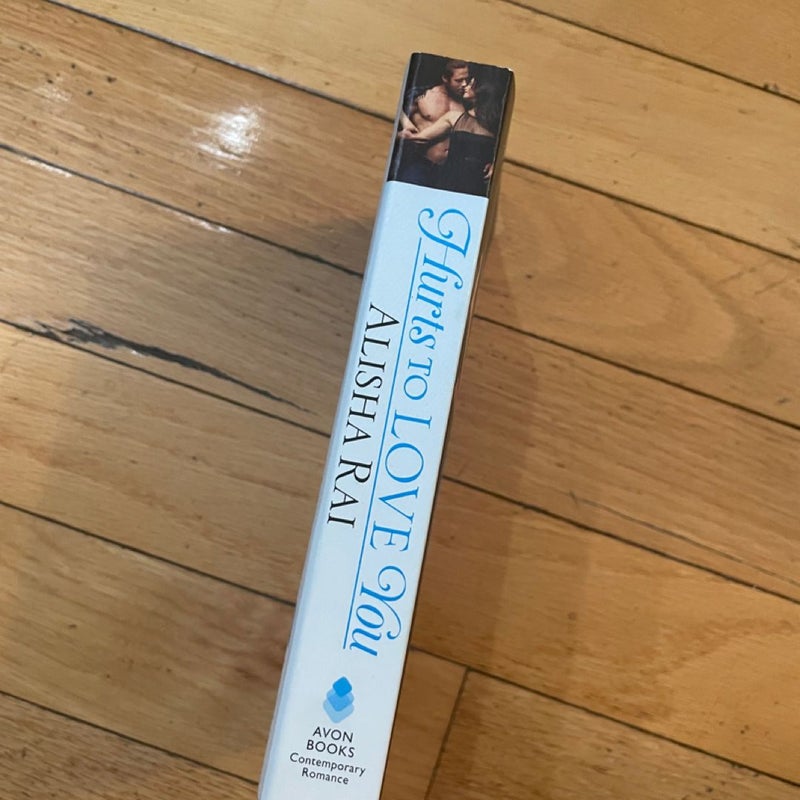 Hurts to LOVE You
ALISHA RAI
AVON
BOOKS
Contemporary
Romance